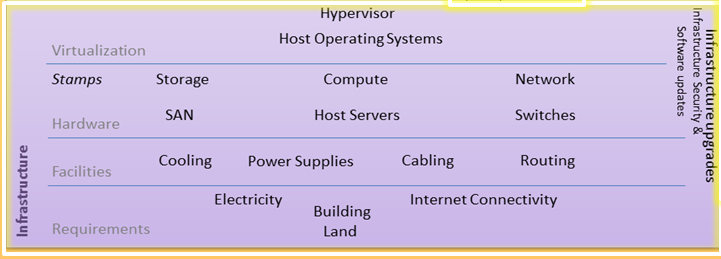 Hypervisor
Host Operating Systems
Virtualization
Stamps Storage Compute Network
SAN Host Servers Switches
Hardware
Cooling Power Supplies Cabling Routing
Facilities
Electricity Internet Connectivity
Building
Land
Requirements
Infrastructure
Infrastructure upgrades
Infrastructure Security &
Software updates